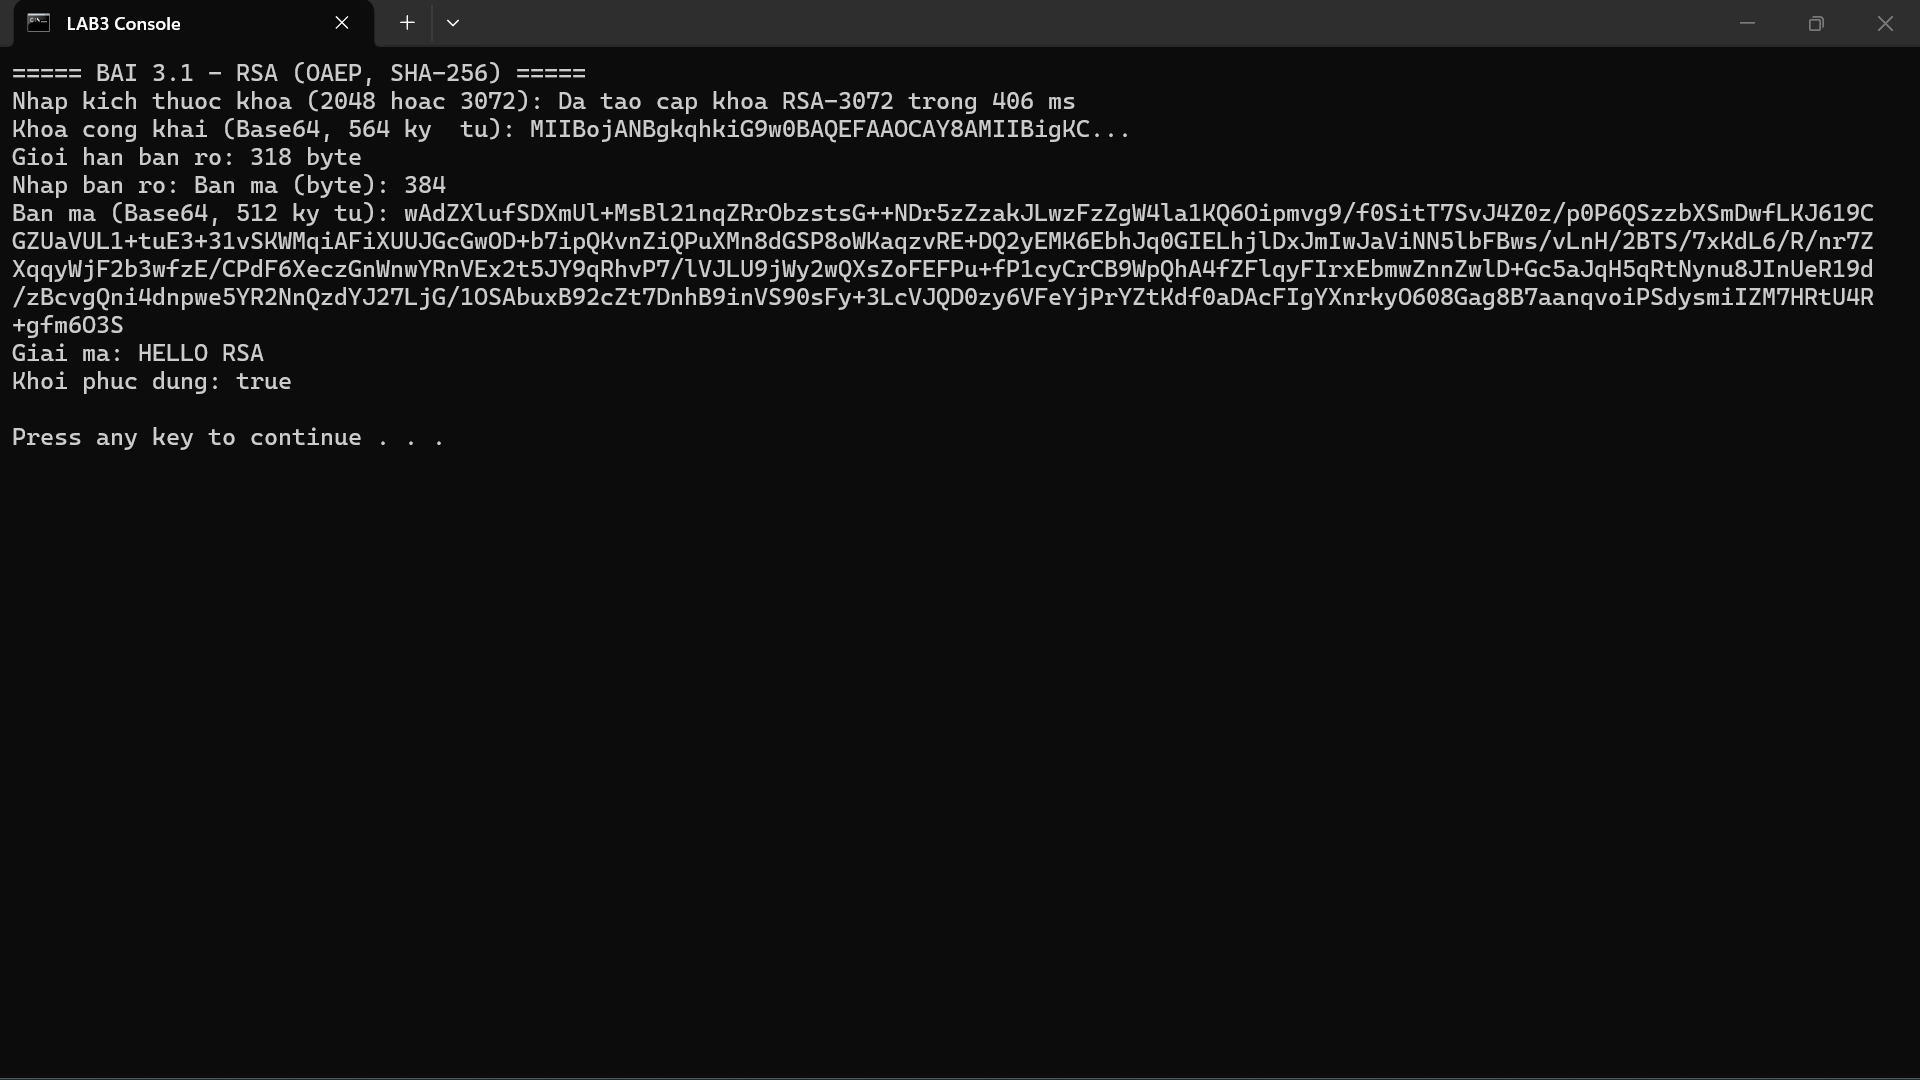 LAB3 Console
===== BAI 3.1 - RSA (OAEP, SHA-256) =====
Nhap kich thuoc khoa (2048 hoac 3072): Da tao cap khoa RSA-3072 trong 406 ms
Khoa cong khai (Base64, 564 ky  tu): MIIBojANBgkqhkiG9w0BAQEFAAOCAY8AMIIBigKC...
Gioi han ban ro: 318 byte
Nhap ban ro: Ban ma (byte): 384
Ban ma (Base64, 512 ky tu): wAdZXlufSDXmUl+MsBl21nqZRrObzstsG++NDr5zZzakJLwzFzZgW4la1KQ6Oipmvg9/f0SitT7SvJ4Z0z/p0P6QSzzbXSmDwfLKJ619C
GZUaVUL1+tuE3+31vSKWMqiAFiXUUJGcGwOD+b7ipQKvnZiQPuXMn8dGSP8oWKaqzvRE+DQ2yEMK6EbhJq0GIELhjlDxJmIwJaViNN5lbFBws/vLnH/2BTS/7xKdL6/R/nr7Z
XqqyWjF2b3wfzE/CPdF6XeczGnWnwYRnVEx2t5JY9qRhvP7/lVJLU9jWy2wQXsZoFEFPu+fP1cyCrCB9WpQhA4fZFlqyFIrxEbmwZnnZwlD+Gc5aJqH5qRtNynu8JInUeR19d
/zBcvgQni4dnpwe5YR2NnQzdYJ27LjG/1OSAbuxB92cZt7DnhB9inVS90sFy+3LcVJQD0zy6VFeYjPrYZtKdf0aDAcFIgYXnrkyO608Gag8B7aanqvoiPSdysmiIZM7HRtU4R
+gfm6O3S
Giai ma: HELLO RSA
Khoi phuc dung: true
Press any key to continue . . .